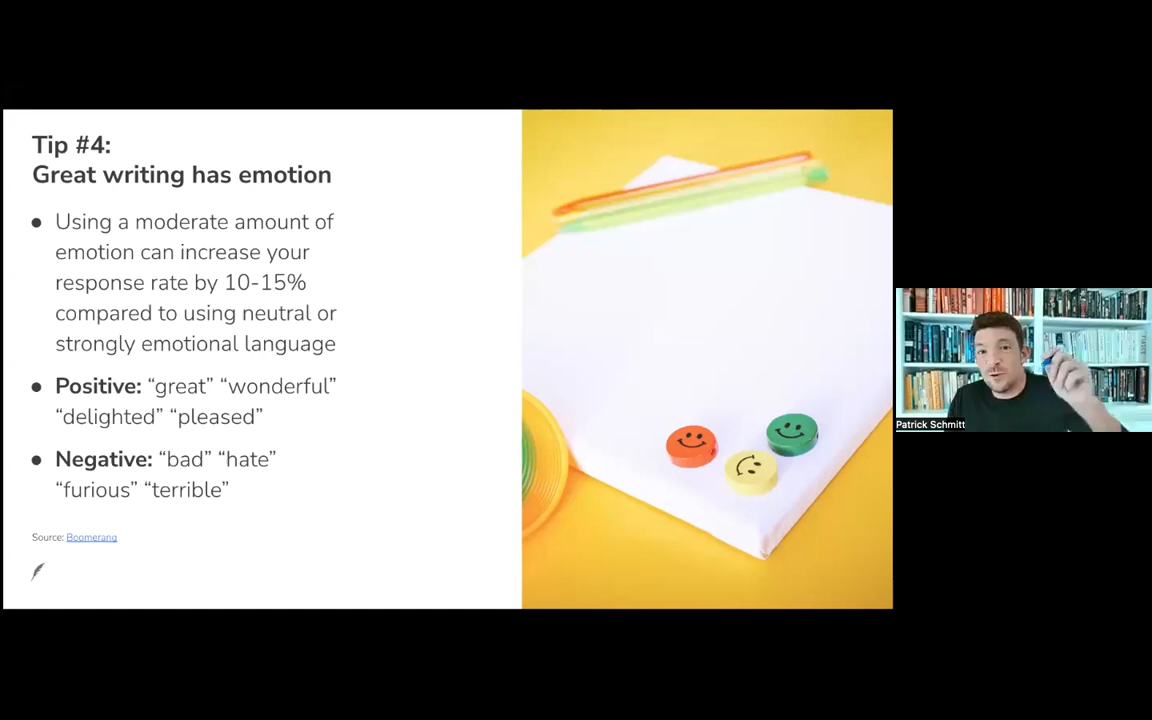 Tip #4:
Great writing has emotion
● Using a moderate amount of
emotion can increase your
response rate by 10-15%
compared to using neutral or
strongly emotional language
● Positive: “great” “wonderful”
“delighted” “pleased”
● Negative: “bad” “hate”
“furious” “terrible”
Source: Boomerang
Patrick Schmitt